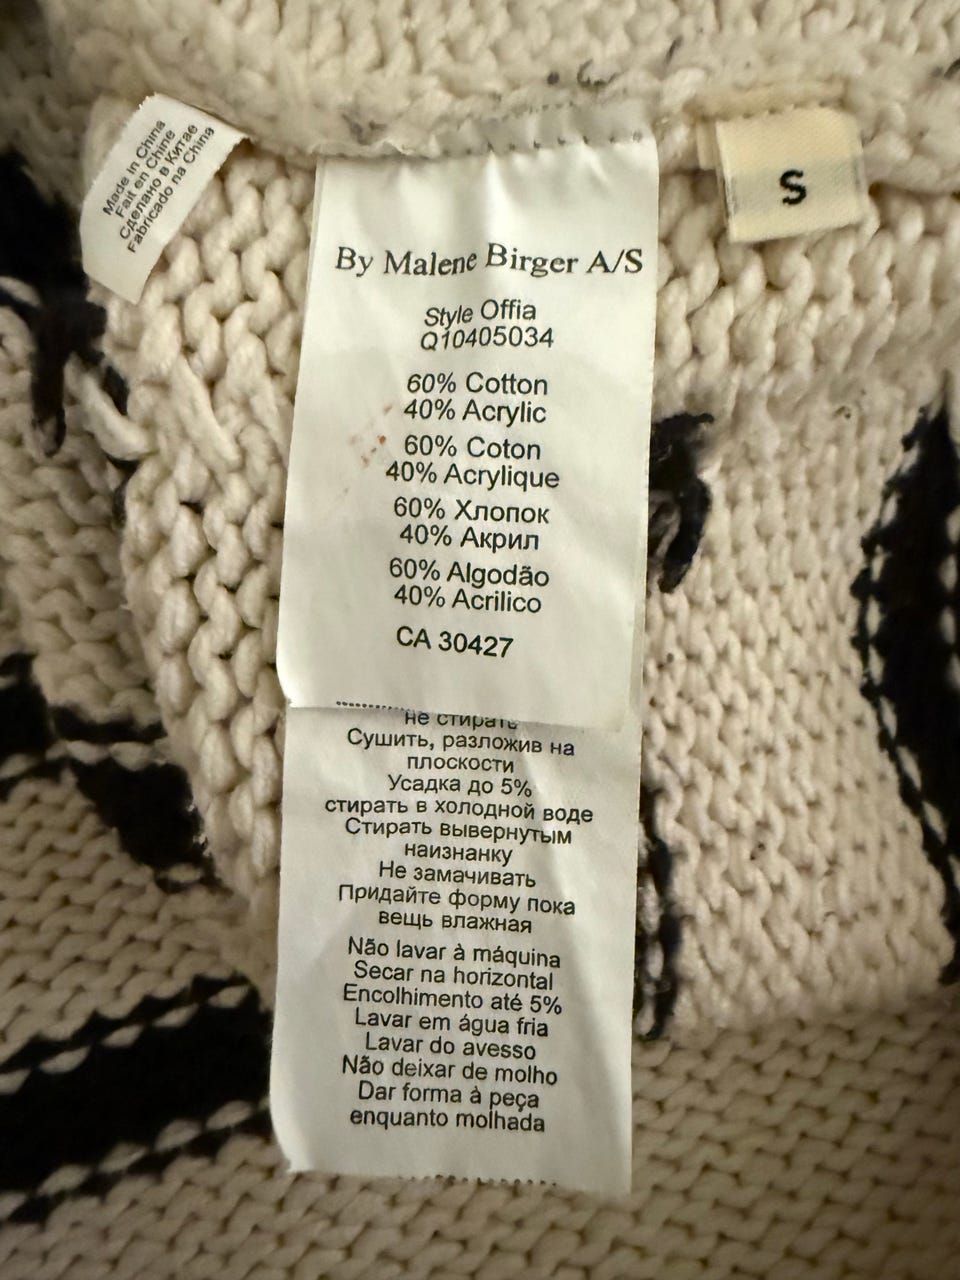 Made in China
Fait en Chine
Сделано в Китае
Fabricado na China
S
By Malene Birger A/S
Style Offia
Q10405034
60% Cotton
40% Acrylic
60% Coton
40% Acrylique
60% Хлопок
40% Акрил
60% Algodão
40% Acrilico
CA 30427
не стирать
Сушить, разложив на
плоскости
Усадка до 5%
стирать в холодной воде
Стирать вывернутым
наизнанку
Не замачивать
Придайте форму пока
вещь влажная
Não lavar à máquina
Secar na horizontal
Encolhimento até 5%
Lavar em água fria
Lavar do avesso
Não deixar de molho
Dar forma à peça
enquanto molhada